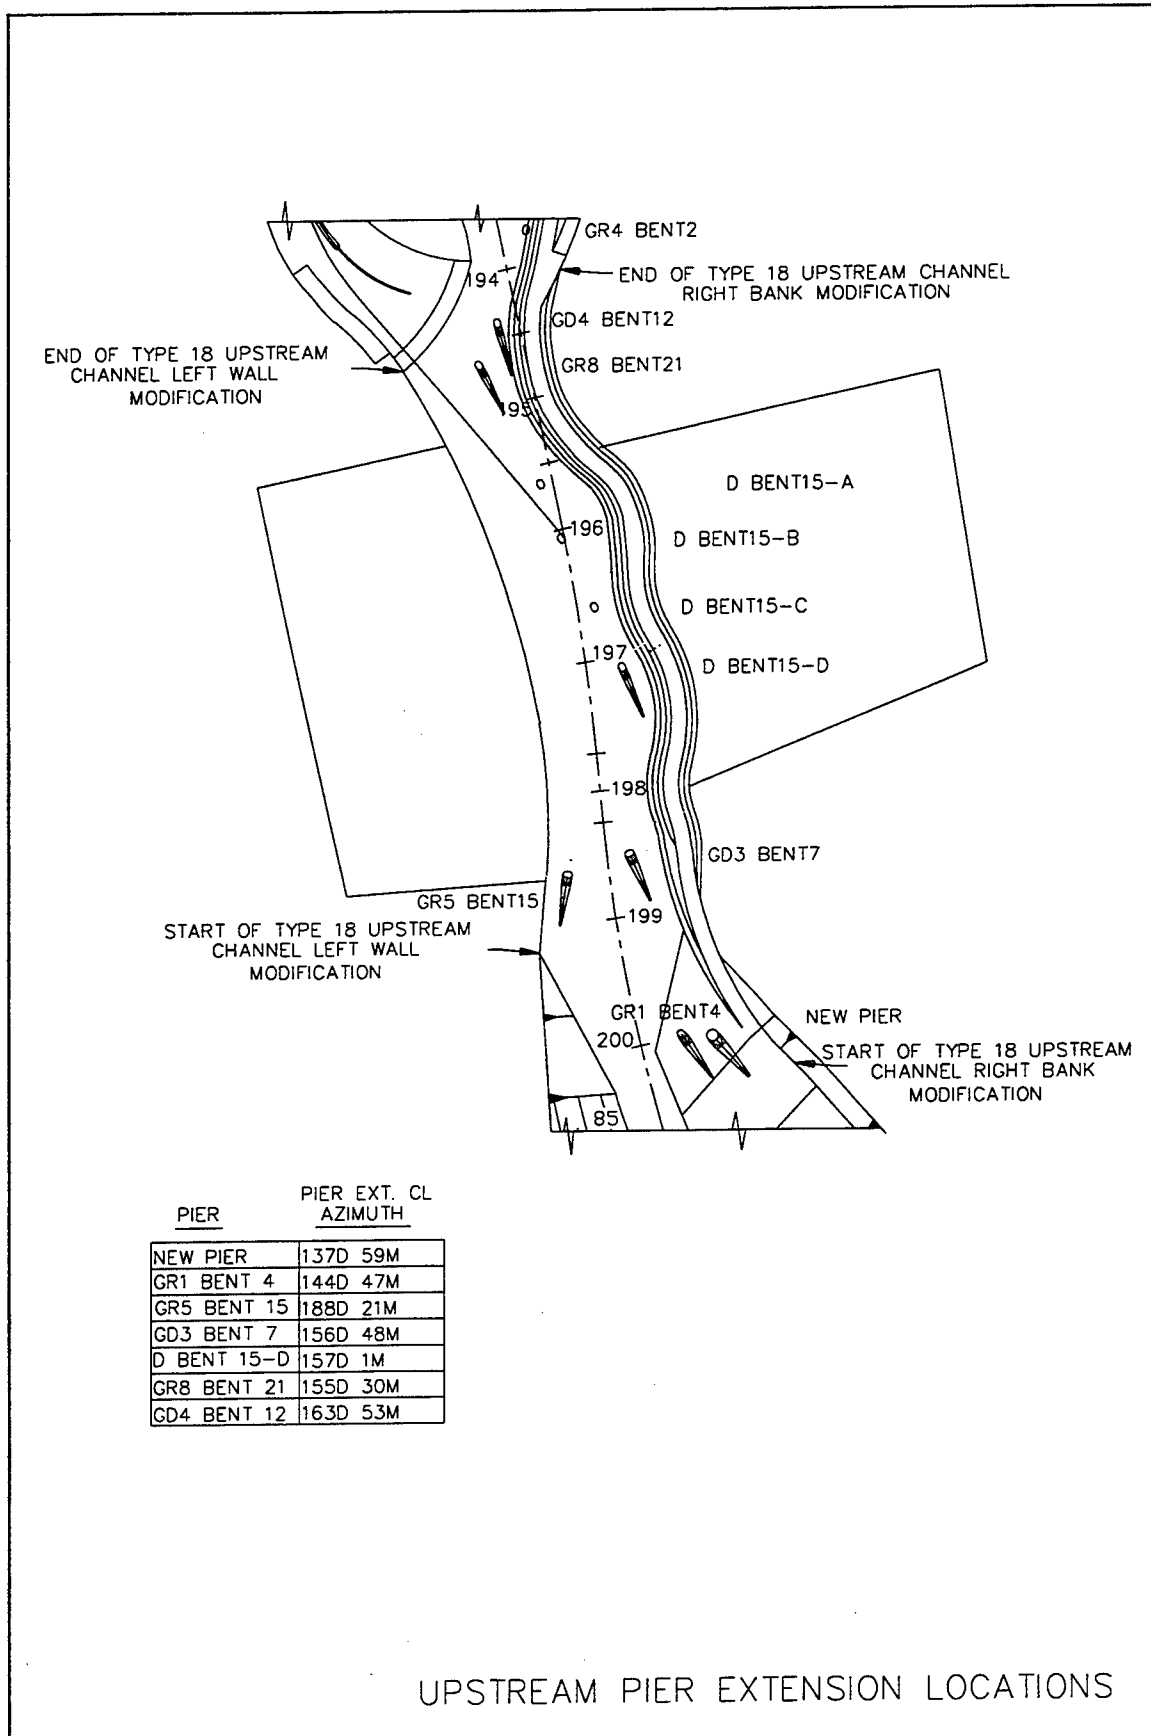 GR4 BENT2
194
END OF TYPE 18 UPSTREAM CHANNEL
RIGHT BANK MODIFICATION
GD4 BENT12
END OF TYPE 18 UPSTREAM
CHANNEL LEFT WALL
MODIFICATION
GR8 BENT21
195
D BENT15-A
196
D BENT15-B
D BENT15-C
197
D BENT15-D
198
GD3 BENT7
GR5 BENT15
199
START OF TYPE 18 UPSTREAM
CHANNEL LEFT WALL
MODIFICATION
GR1 BENT4
NEW PIER
200
START OF TYPE 18 UPSTREAM
CHANNEL RIGHT BANK
MODIFICATION
85
PIER PIER EXT. CL
AZIMUTH
NEW PIER 137D 59M
GR1 BENT 4 144D 47M
GR5 BENT 15 188D 21M
GD3 BENT 7 156D 48M
D BENT 15-D 157D 1M
GR8 BENT 21 155D 30M
GD4 BENT 12 163D 53M
UPSTREAM PIER EXTENSION LOCATIONS